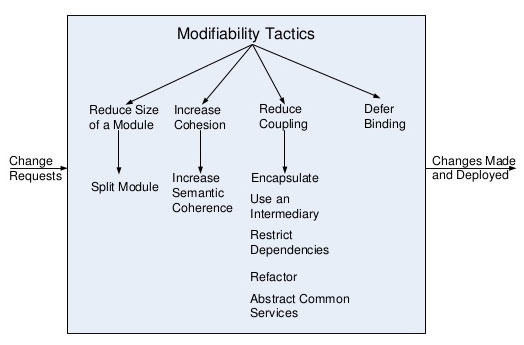 Modifiability Tactics
Reduce Size
of a Module
Increase
Cohesion
Reduce
Coupling
Defer
Binding
Change
Requests
Changes Made
and Deployed
Split Module
Increase
Semantic
Coherence
Encapsulate
Use an
Intermediary
Restrict
Dependencies
Refactor
Abstract Common
Services